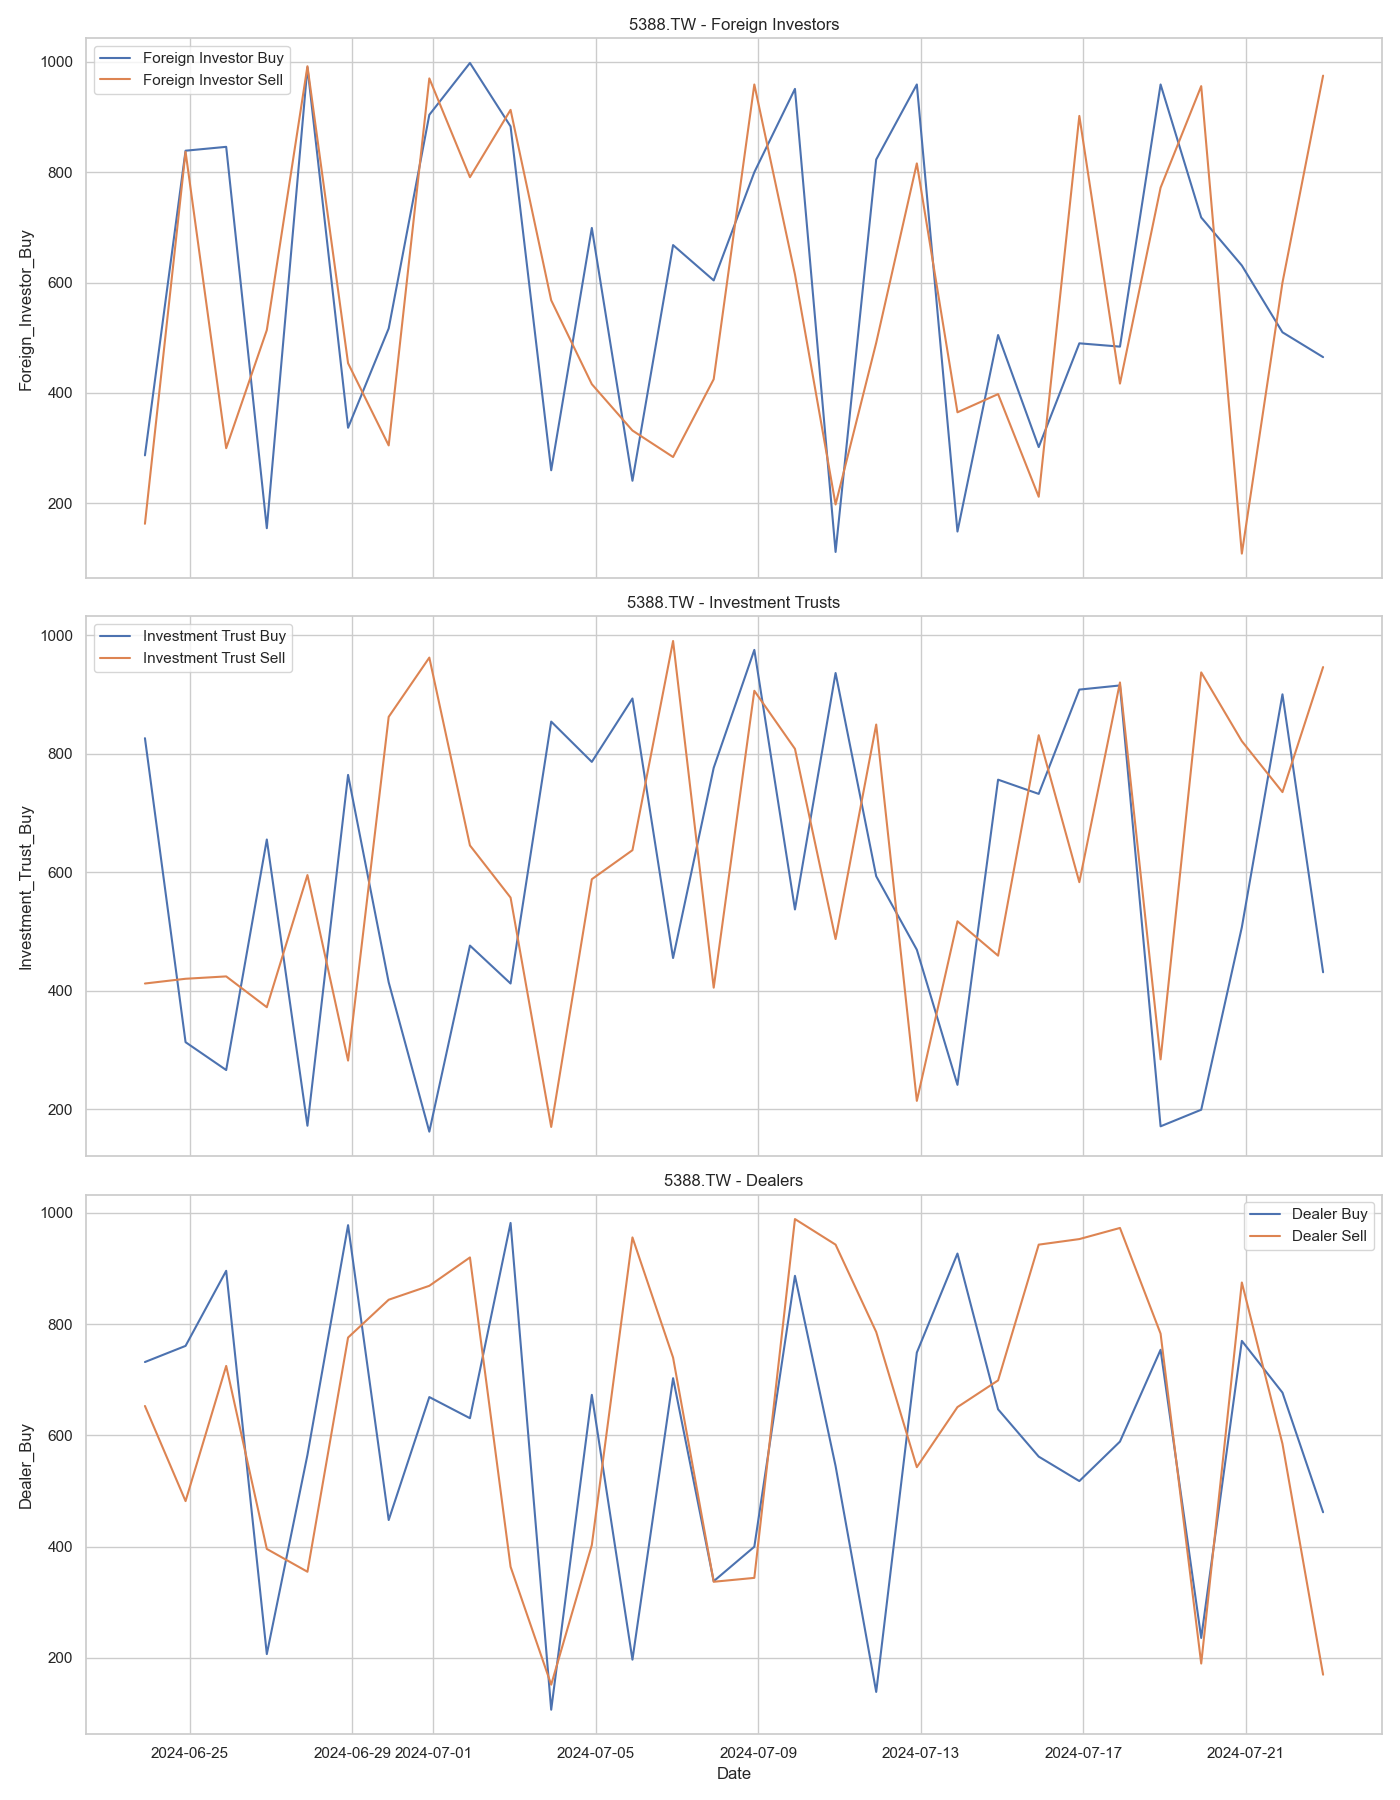 5388.TW - Foreign Investors
Foreign Investor Buy
Foreign Investor Sell
Foreign_Investor_Buy
1000
800
600
400
200
5388.TW - Investment Trusts
Investment Trust Buy
Investment Trust Sell
Investment_Trust_Buy
1000
800
600
400
200
5388.TW - Dealers
Dealer Buy
Dealer Sell
Dealer_Buy
1000
800
600
400
200
2024-06-25 2024-06-29 2024-07-01 2024-07-05 2024-07-09 2024-07-13 2024-07-17 2024-07-21
Date